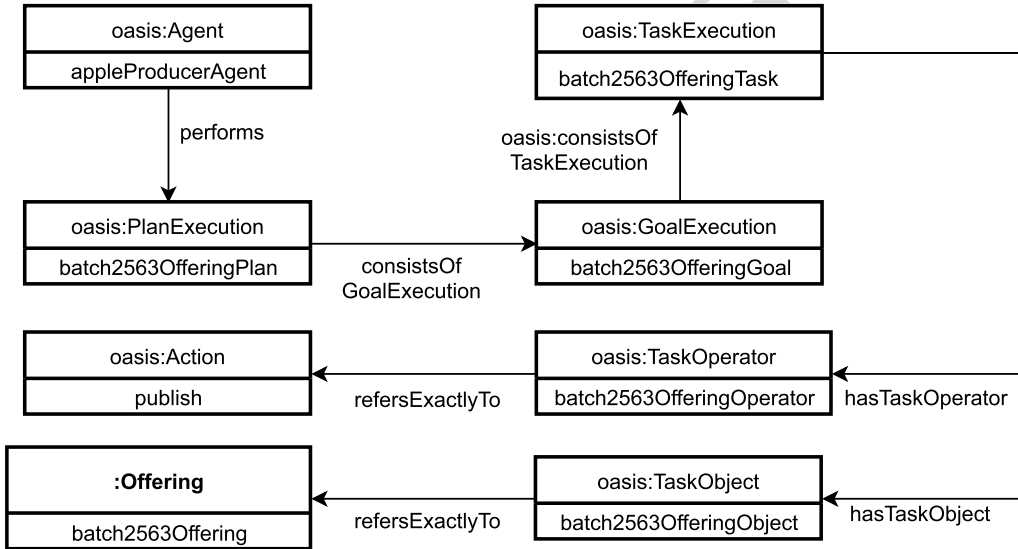 oasis:Agent
appleProducerAgent
oasis:TaskExecution
batch2563OfferingTask
performs
oasis:consistsOf
TaskExecution
oasis:PlanExecution
batch2563OfferingPlan
consistsOf
GoalExecution
oasis:GoalExecution
batch2563OfferingGoal
oasis:Action
publish
refersExactlyTo
oasis:TaskOperator
batch2563OfferingOperator
hasTaskOperator
:Offering
batch2563Offering
refersExactlyTo
oasis:TaskObject
batch2563OfferingObject
hasTaskObject